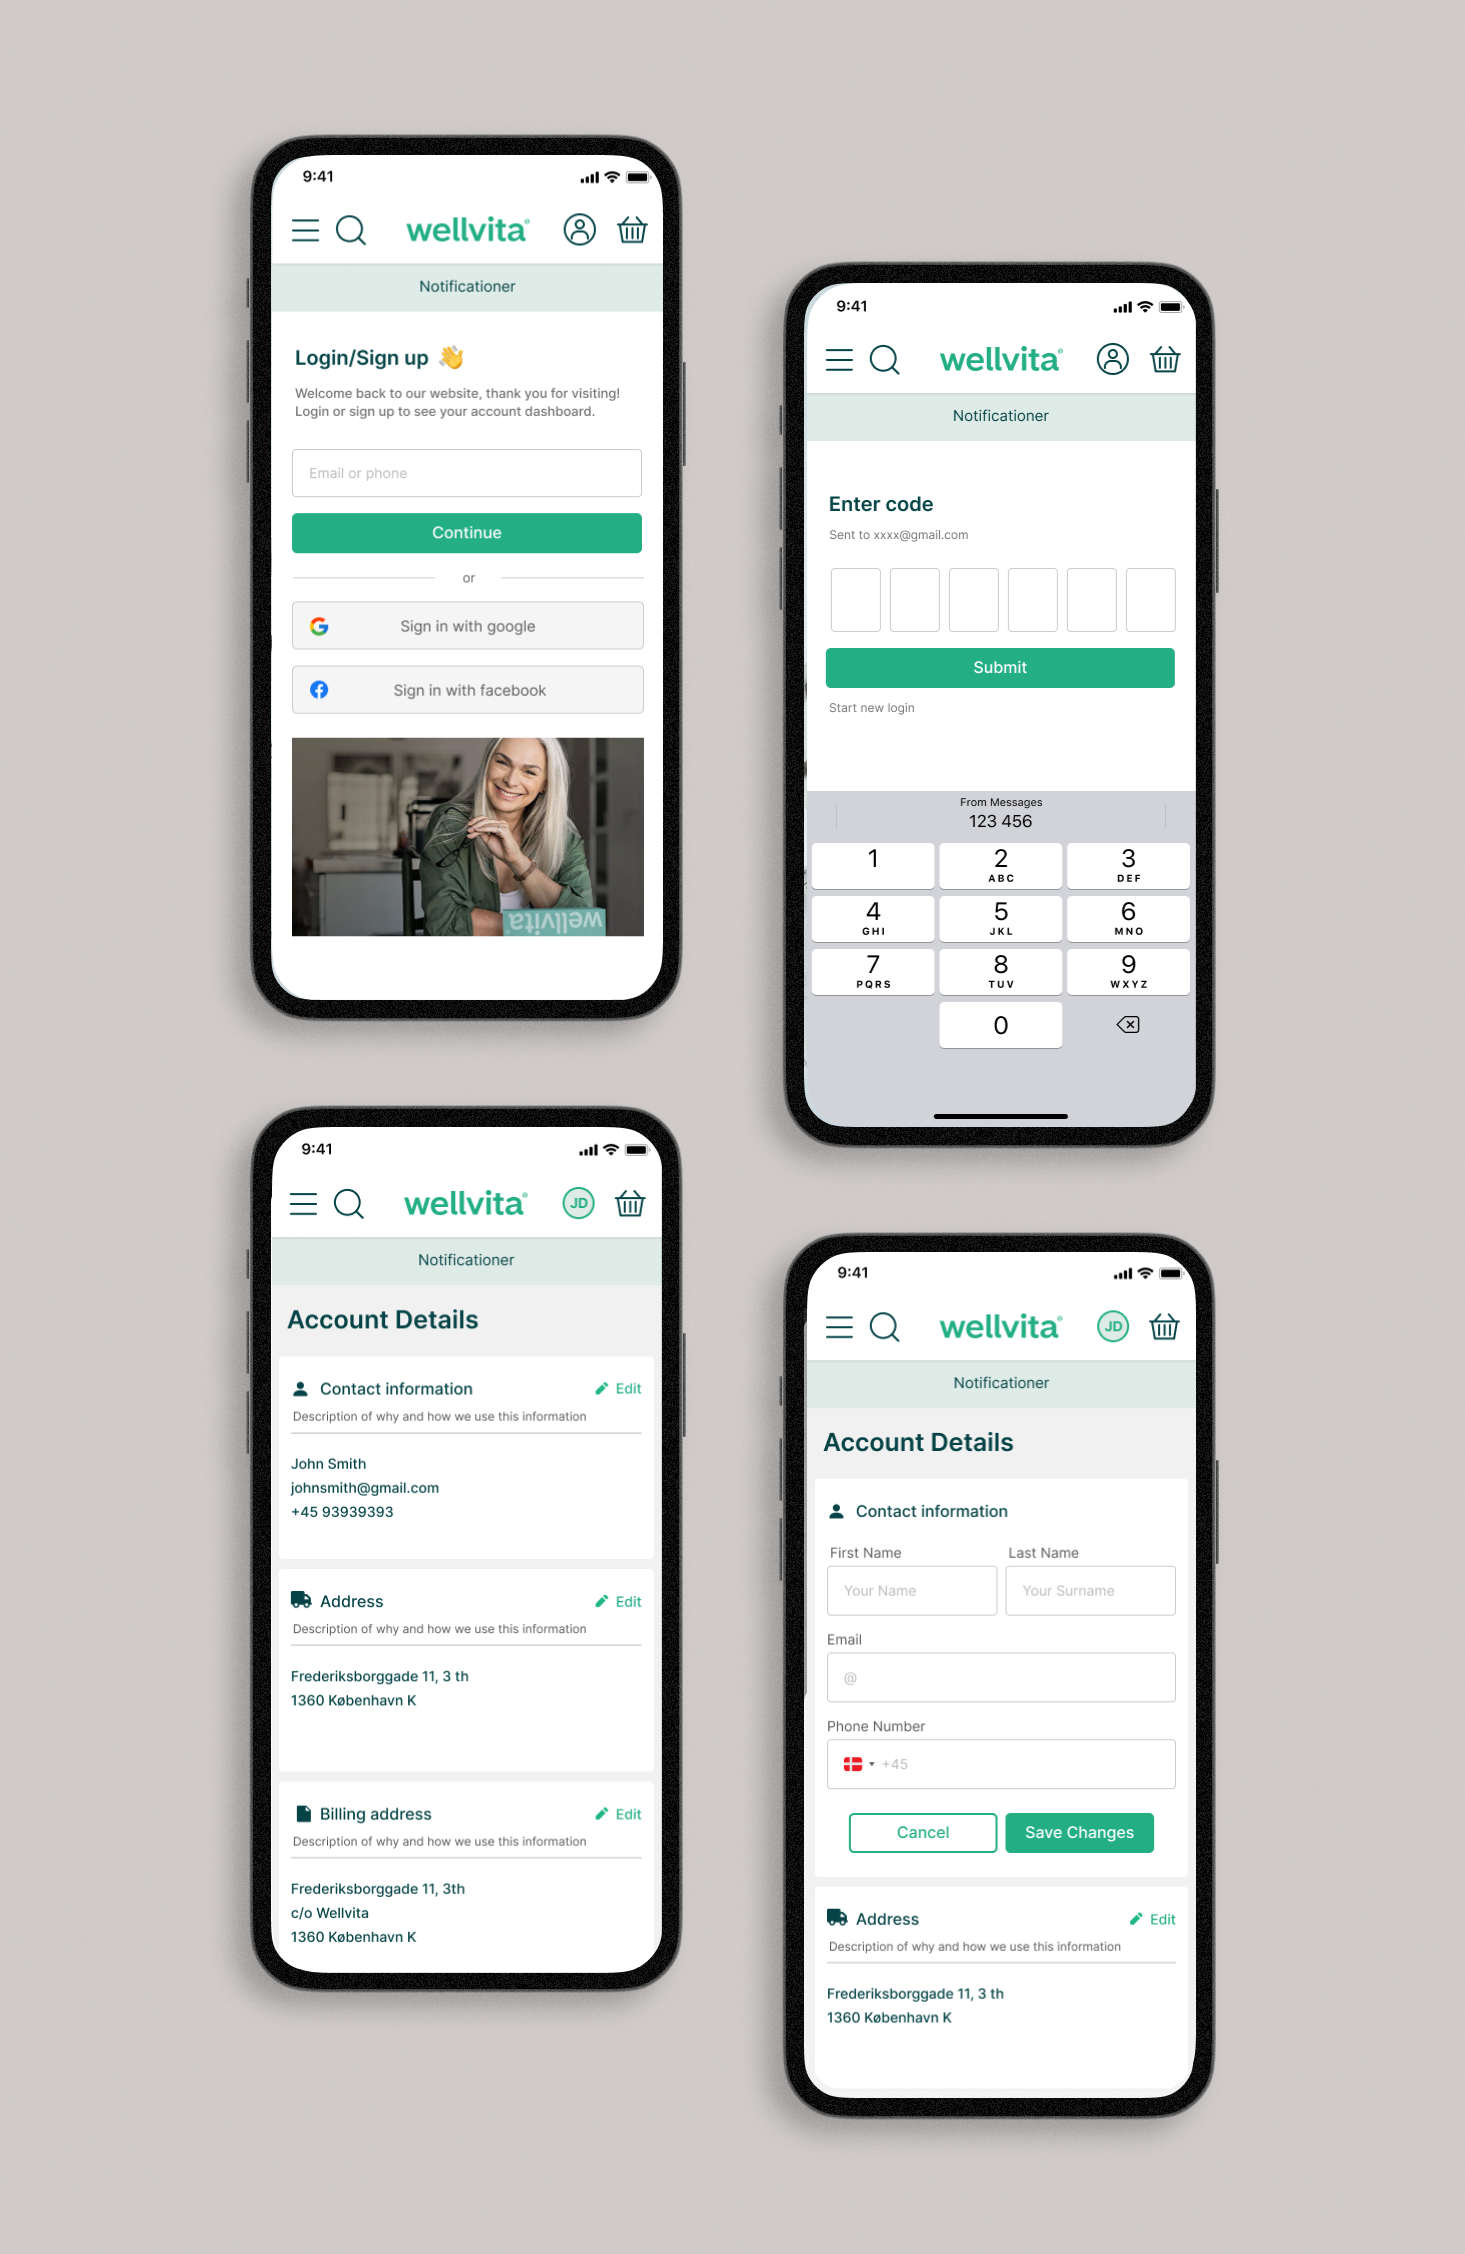 9:41
wellvita®
Notificationer
Login/Sign up 👋
Welcome back to our website, thank you for visiting!
Login or sign up to see your account dashboard.
Email or phone
Continue
or
Sign in with google
Sign in with facebook
wellvita
9:41
wellvita®
Notificationer
Enter code
Sent to xxxx@gmail.com
Submit
Start new login
From Messages
123 456
1 2 3
ABC DEF
4 5 6
GHI JKL MNO
7 8 9
PQRS TUV WXYZ
0
9:41
wellvita® JD
Notificationer
Account Details
Contact information Edit
Description of why and how we use this information
John Smith
johnsmith@gmail.com
+45 93939393
Address Edit
Description of why and how we use this information
Frederiksborggade 11, 3 th
1360 København K
Billing address Edit
Description of why and how we use this information
Frederiksborggade 11, 3th
c/o Wellvita
1360 København K
9:41
wellvita® JD
Notificationer
Account Details
Contact information
First Name Last Name
Your Name Your Surname
Email
@
Phone Number
+45
Cancel Save Changes
Address Edit
Description of why and how we use this information
Frederiksborggade 11, 3 th
1360 København K